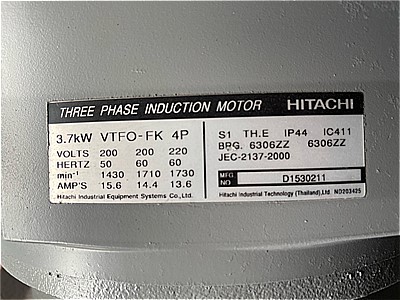 THREE PHASE INDUCTION MOTOR HITACHI
3.7kW VTFO-FK 4P
VOLTS 200 200 220
HERTZ 50 60 60
min⁻¹ 1430 1710 1730
AMP'S 15.6 14.4 13.6
Hitachi Industrial Equipment Systems Co.,Ltd.
S1 TH.E IP44 IC411
BRG. 6306ZZ 6306ZZ
JEC-2137-2000
MFG. NO D1530211
Hitachi Industrial Technology (Thailand),Ltd. ND203425